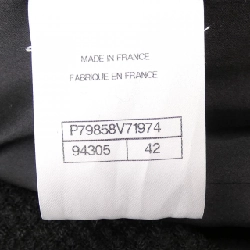 MADE IN FRANCE
FABRIQUE EN FRANCE
P79858V71974
94305 42